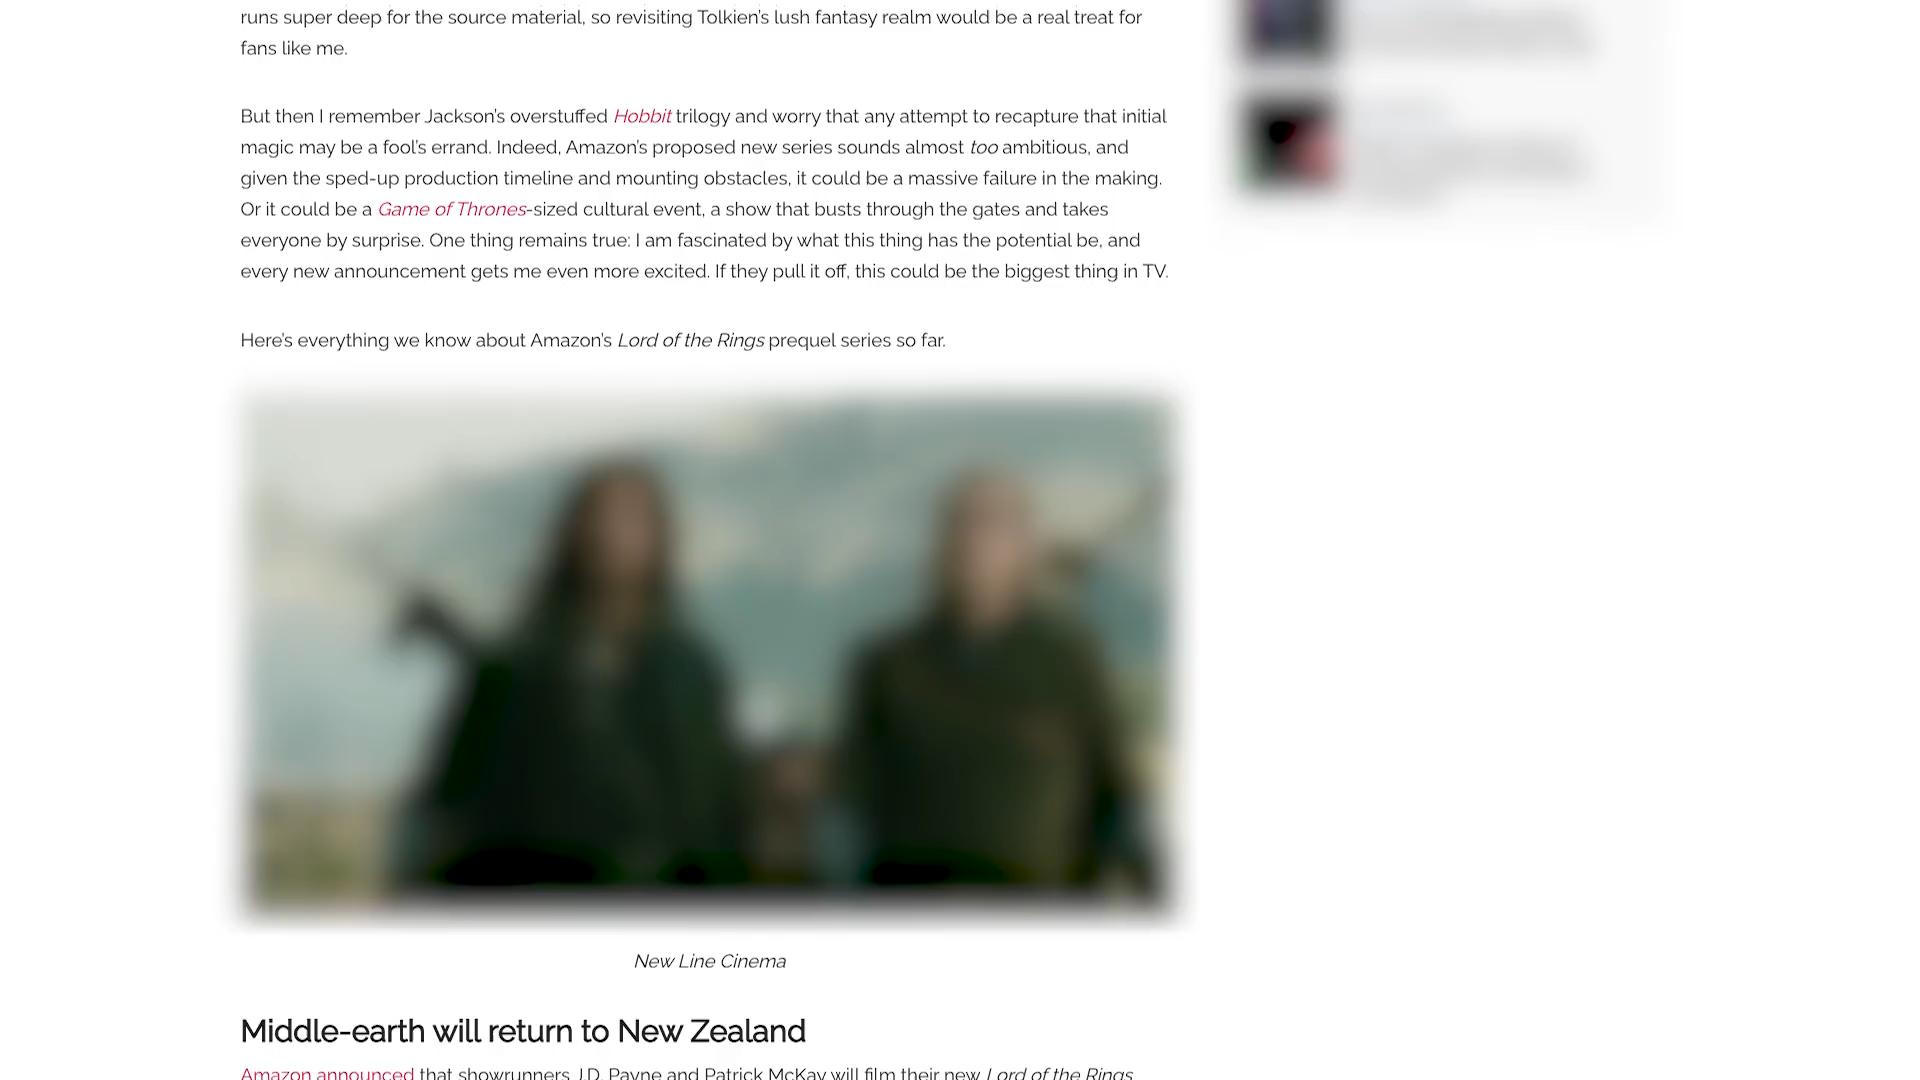 runs super deep for the source material, so revisiting Tolkien's lush fantasy realm would be a real treat for
fans like me.
But then I remember Jackson's overstuffed Hobbit trilogy and worry that any attempt to recapture that initial
magic may be a fool's errand. Indeed, Amazon's proposed new series sounds almost too ambitious, and
given the sped-up production timeline and mounting obstacles, it could be a massive failure in the making.
Or it could be a Game of Thrones-sized cultural event, a show that busts through the gates and takes
everyone by surprise. One thing remains true: I am fascinated by what this thing has the potential be, and
every new announcement gets me even more excited. If they pull it off, this could be the biggest thing in TV.
Here's everything we know about Amazon's Lord of the Rings prequel series so far.
New Line Cinema
Middle-earth will return to New Zealand
Amazon announced that showrunners J.D. Payne and Patrick McKay will film their new Lord of the Rings